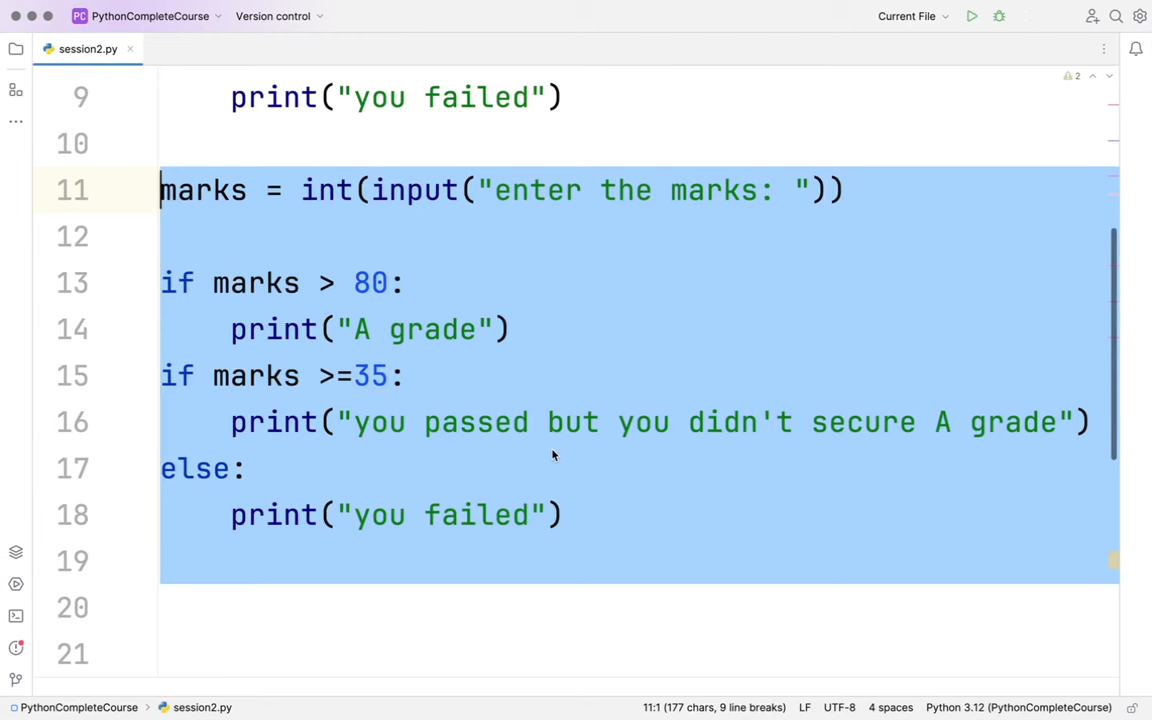 PC PythonCompleteCourse Version control Current File
session2.py
2
9 print("you failed")
10
11 marks = int(input("enter the marks: "))
12
13 if marks > 80:
14 print("A grade")
15 if marks >=35:
16 print("you passed but you didn't secure A grade")
17 else:
18 print("you failed")
19
20
21
PythonCompleteCourse session2.py 11:1 (177 chars, 9 line breaks) LF UTF-8 4 spaces Python 3.12 (PythonCompleteCourse)